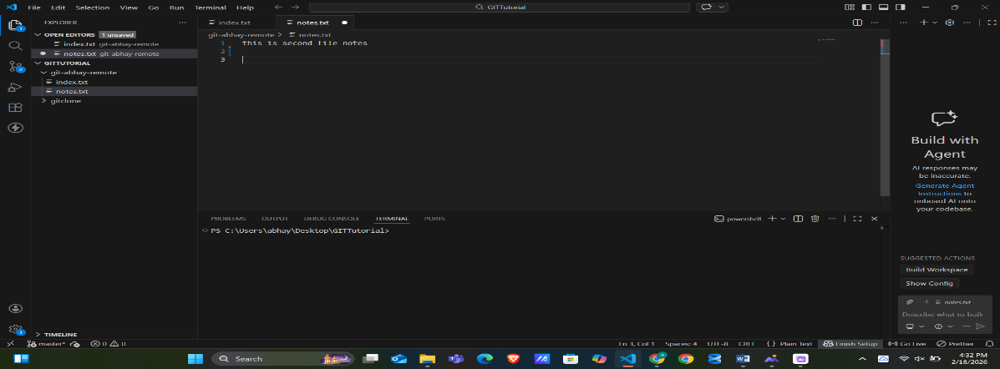 File Edit Selection View Go Run Terminal Help
GITTutorial
EXPLORER
OPEN EDITORS 1 unsaved
index.txt git-abhay-remote
notes.txt git-abhay-remote
GITTUTORIAL
git-abhay-remote
index.txt
notes.txt
gitclone
TIMELINE
index.txt
notes.txt
git-abhay-remote > notes.txt
1 this is second file notes
2
3
PROBLEMS OUTPUT DEBUG CONSOLE TERMINAL PORTS
powershell
PS C:\Users\abhay\Desktop\GITTutorial>
Build with
Agent
AI responses may
be inaccurate.
Generate Agent
Instructions to
onboard AI onto
your codebase.
SUGGESTED ACTIONS
Build Workspace
Show Config
notes.txt
Describe what to buil
master* 0 0
Ln 3, Col 1 Spaces: 4 UTF-8 CRLF Plain Text Finish Setup Go Live Prettier
Search
4:32 PM
2/18/2026